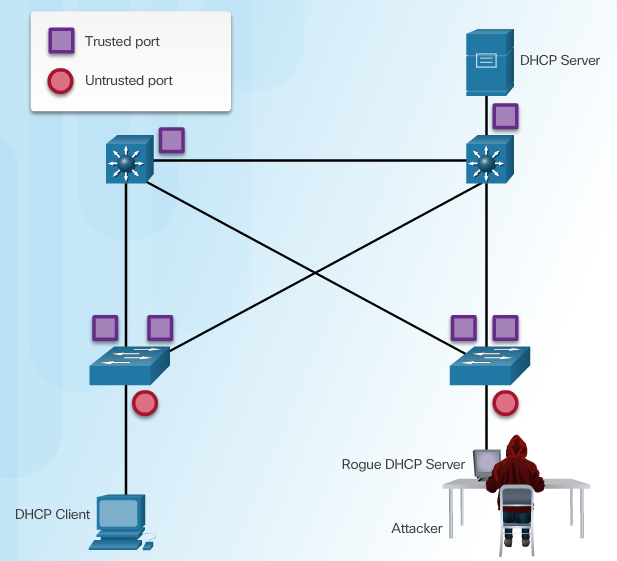 Trusted port
DHCP Server
Untrusted port
Rogue DHCP Server
DHCP Client
Attacker